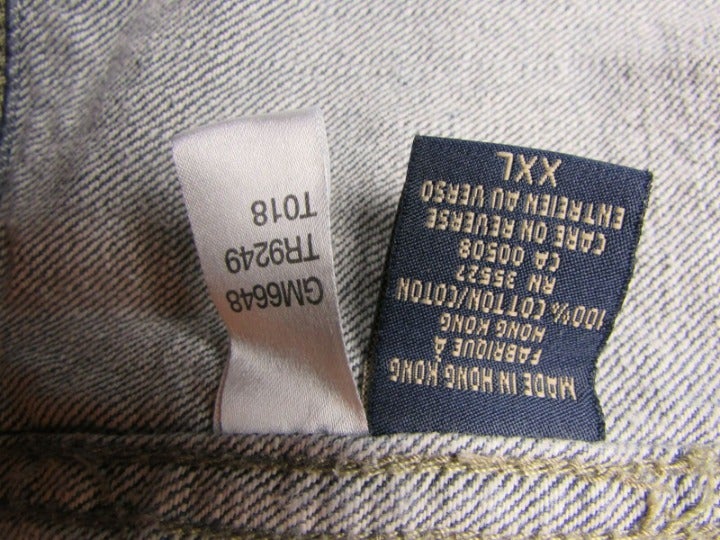 GM6648
TR9249
T018
MADE IN HONG KONG
FABRIQUE À
HONG KONG
100% COTTON/COTON
RN 35527
CA 00508
CARE ON REVERSE
ENTREIEN AU VERSO
XXL